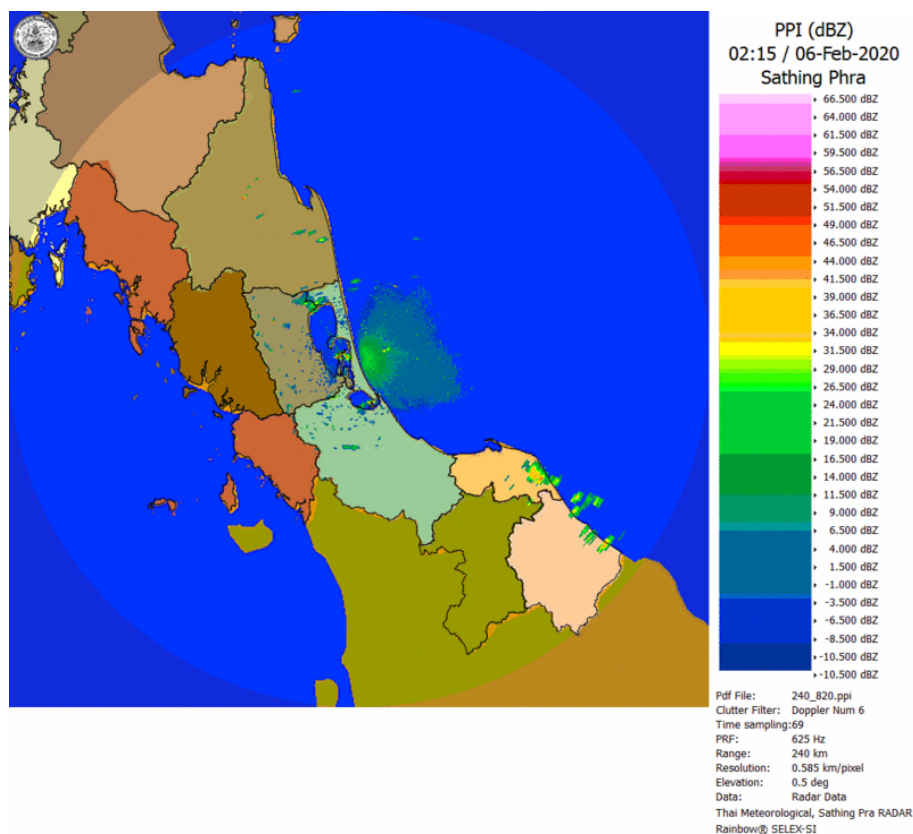 PPI (dBZ)
02:15 / 06-Feb-2020
Sathing Phra
66.500 dBZ
64.000 dBZ
61.500 dBZ
59.500 dBZ
56.500 dBZ
54.000 dBZ
51.500 dBZ
49.000 dBZ
46.500 dBZ
44.000 dBZ
41.500 dBZ
39.000 dBZ
36.500 dBZ
34.000 dBZ
31.500 dBZ
29.000 dBZ
26.500 dBZ
24.000 dBZ
21.500 dBZ
19.000 dBZ
16.500 dBZ
14.000 dBZ
11.500 dBZ
9.000 dBZ
6.500 dBZ
4.000 dBZ
1.500 dBZ
-1.000 dBZ
-3.500 dBZ
-6.500 dBZ
-8.500 dBZ
-10.500 dBZ
-10.500 dBZ
Pdf File: 240_820.ppi
Clutter Filter: Doppler Num 6
Time sampling:69
PRF: 625 Hz
Range: 240 km
Resolution: 0.585 km/pixel
Elevation: 0.5 deg
Data: Radar Data
Thai Meteorological, Sathing Pra RADAR
Rainbow® SELEX-SI